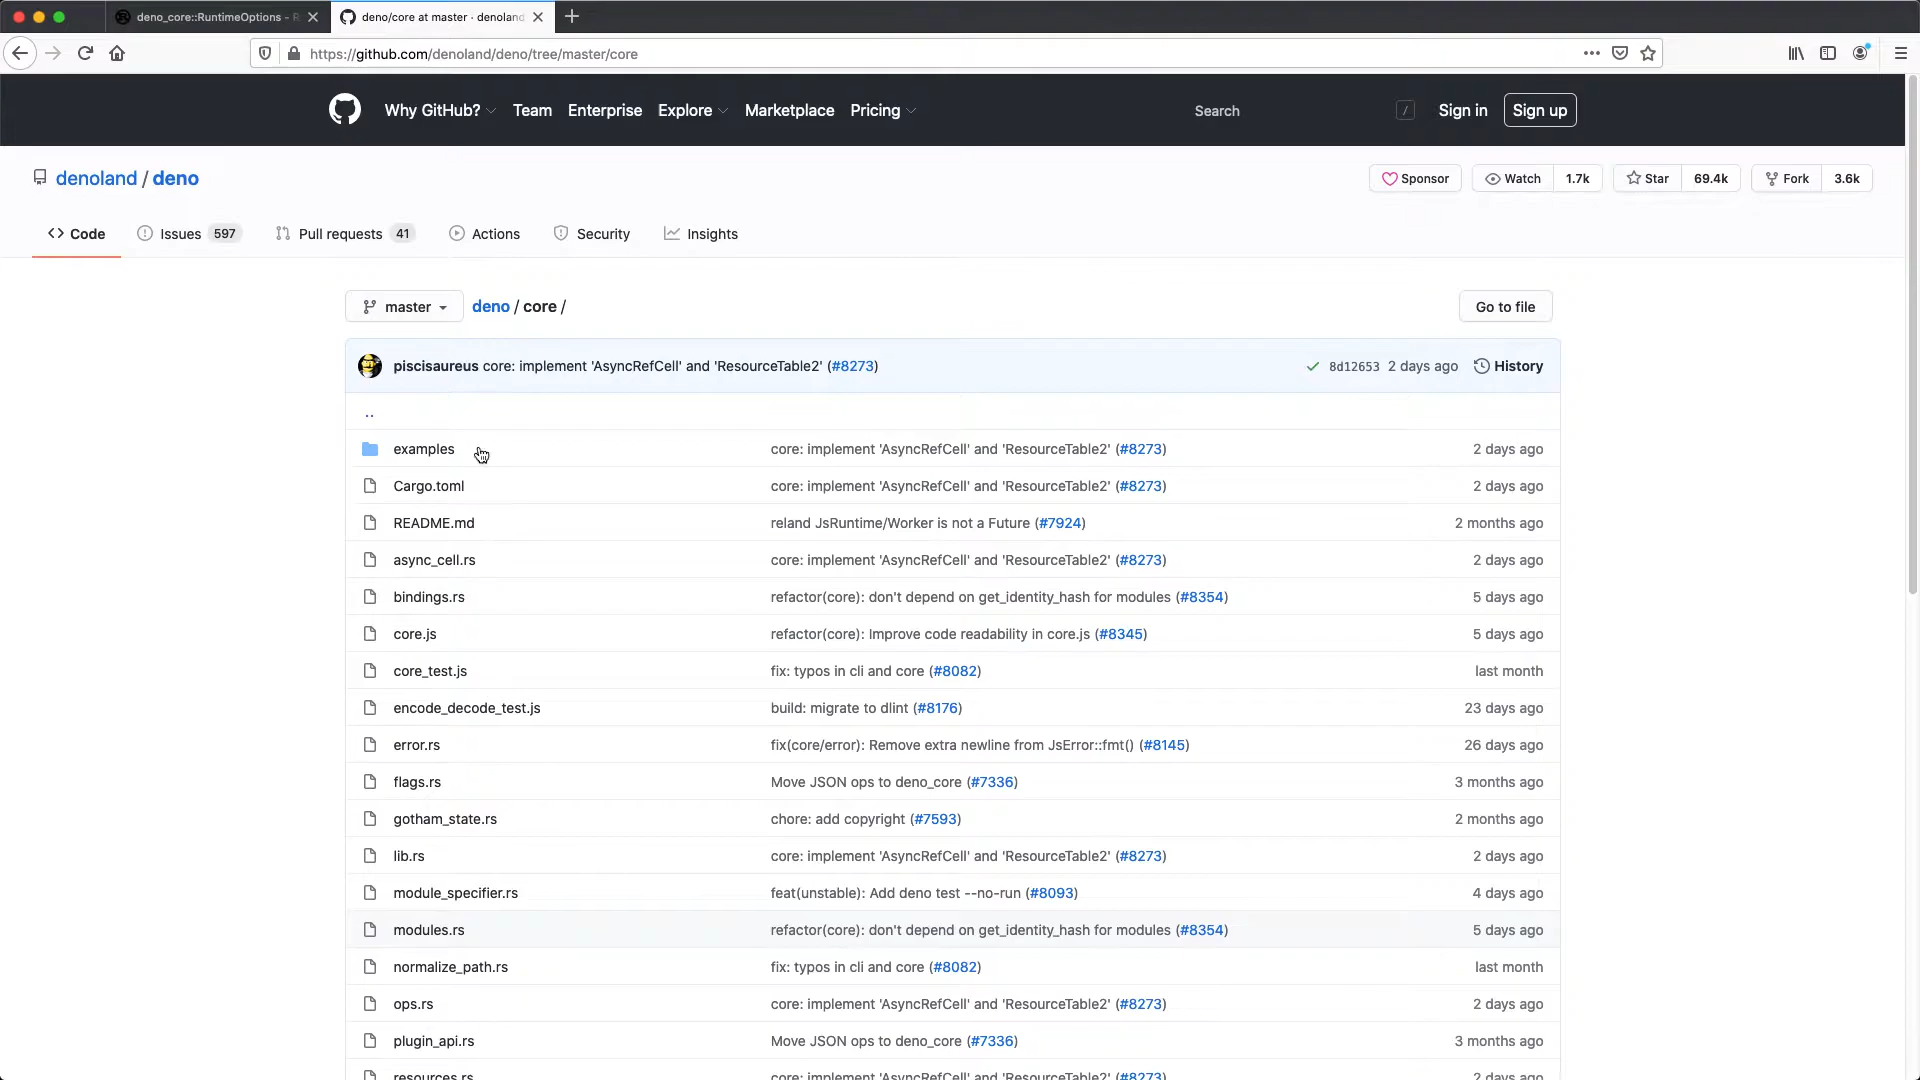 deno_core::RuntimeOptions - R
deno/core at master · denoland
https://github.com/denoland/deno/tree/master/core
Why GitHub?
Team
Enterprise
Explore
Marketplace
Pricing
Search
/
Sign in
Sign up
denoland / deno
Sponsor
Watch 1.7k
Star 69.4k
Fork 3.6k
Code
Issues 597
Pull requests 41
Actions
Security
Insights
master
deno / core /
Go to file
piscisaureus core: implement 'AsyncRefCell' and 'ResourceTable2' (#8273)
8d12653 2 days ago
History
..
examples core: implement 'AsyncRefCell' and 'ResourceTable2' (#8273) 2 days ago
Cargo.toml core: implement 'AsyncRefCell' and 'ResourceTable2' (#8273) 2 days ago
README.md reland JsRuntime/Worker is not a Future (#7924) 2 months ago
async_cell.rs core: implement 'AsyncRefCell' and 'ResourceTable2' (#8273) 2 days ago
bindings.rs refactor(core): don't depend on get_identity_hash for modules (#8354) 5 days ago
core.js refactor(core): Improve code readability in core.js (#8345) 5 days ago
core_test.js fix: typos in cli and core (#8082) last month
encode_decode_test.js build: migrate to dlint (#8176) 23 days ago
error.rs fix(core/error): Remove extra newline from JsError::fmt() (#8145) 26 days ago
flags.rs Move JSON ops to deno_core (#7336) 3 months ago
gotham_state.rs chore: add copyright (#7593) 2 months ago
lib.rs core: implement 'AsyncRefCell' and 'ResourceTable2' (#8273) 2 days ago
module_specifier.rs feat(unstable): Add deno test --no-run (#8093) 4 days ago
modules.rs refactor(core): don't depend on get_identity_hash for modules (#8354) 5 days ago
normalize_path.rs fix: typos in cli and core (#8082) last month
ops.rs core: implement 'AsyncRefCell' and 'ResourceTable2' (#8273) 2 days ago
plugin_api.rs Move JSON ops to deno_core (#7336) 3 months ago
resources.rs core: implement 'AsyncRefCell' and 'ResourceTable2' (#8273) 2 days ago